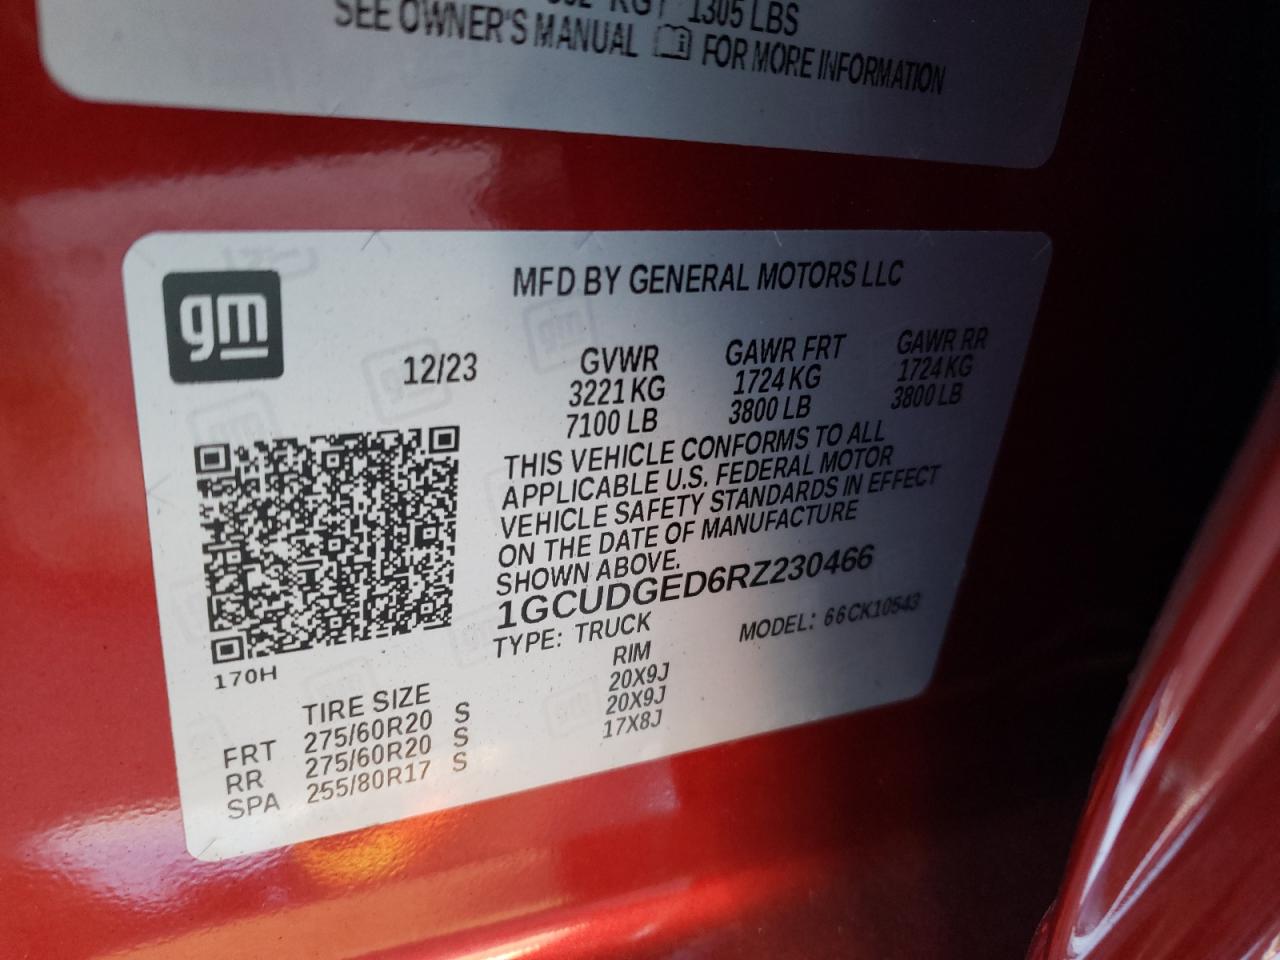 KG) 1305 LBS
SEE OWNER'S MANUAL FOR MORE INFORMATION
gm
MFD BY GENERAL MOTORS LLC
12/23 GVWR GAWR FRT GAWR RR
3221 KG 1724 KG 1724 KG
7100 LB 3800 LB 3800 LB
THIS VEHICLE CONFORMS TO ALL
APPLICABLE U.S. FEDERAL MOTOR
VEHICLE SAFETY STANDARDS IN EFFECT
ON THE DATE OF MANUFACTURE
SHOWN ABOVE.
1GCUDGED6RZ230466
TYPE: TRUCK MODEL: 66CK10543
170H
TIRE SIZE RIM
FRT 275/60R20 S 20X9J
RR 275/60R20 S 20X9J
SPA 255/80R17 S 17X8J